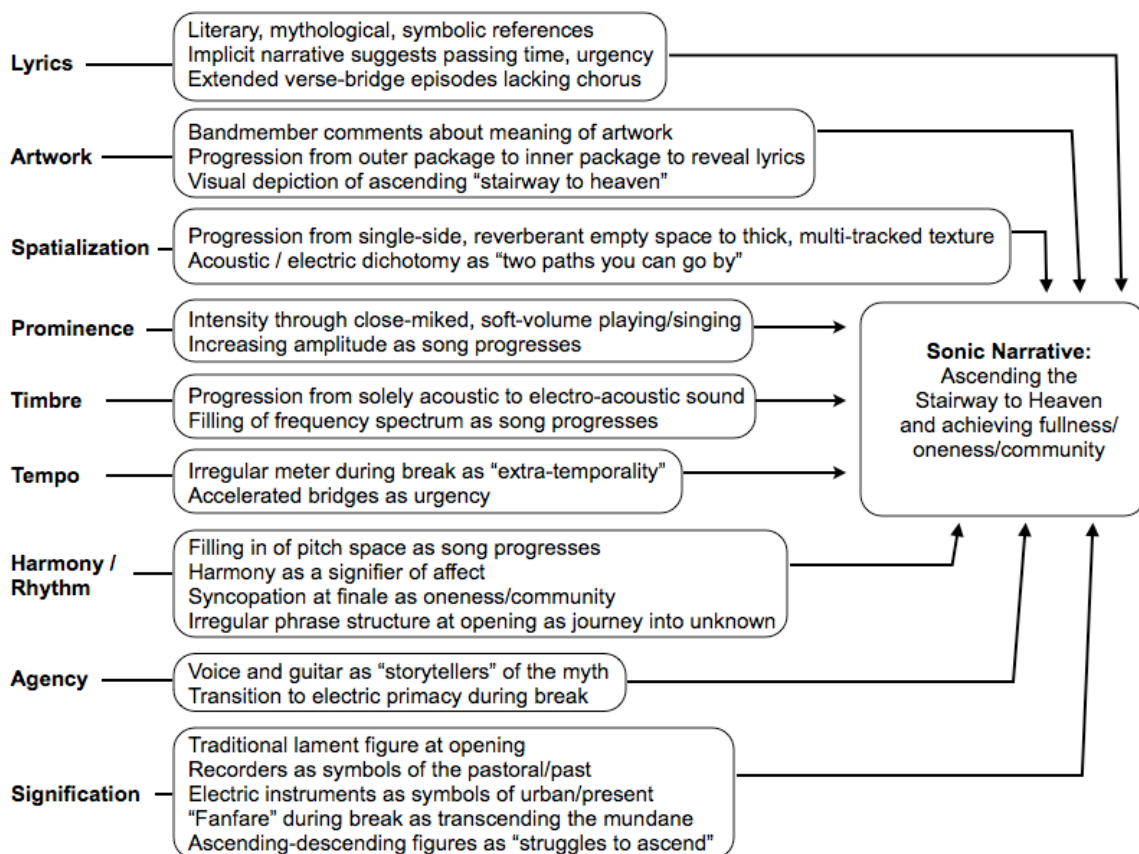 Lyrics
Literary, mythological, symbolic references
Implicit narrative suggests passing time, urgency
Extended verse-bridge episodes lacking chorus
Artwork
Bandmember comments about meaning of artwork
Progression from outer package to inner package to reveal lyrics
Visual depiction of ascending “stairway to heaven”
Spatialization
Progression from single-side, reverberant empty space to thick, multi-tracked texture
Acoustic / electric dichotomy as “two paths you can go by”
Prominence
Intensity through close-miked, soft-volume playing/singing
Increasing amplitude as song progresses
Timbre
Progression from solely acoustic to electro-acoustic sound
Filling of frequency spectrum as song progresses
Tempo
Irregular meter during break as “extra-temporality”
Accelerated bridges as urgency
Harmony /
Rhythm
Filling in of pitch space as song progresses
Harmony as a signifier of affect
Syncopation at finale as oneness/community
Irregular phrase structure at opening as journey into unknown
Agency
Voice and guitar as “storytellers” of the myth
Transition to electric primacy during break
Signification
Traditional lament figure at opening
Recorders as symbols of the pastoral/past
Electric instruments as symbols of urban/present
“Fanfare” during break as transcending the mundane
Ascending-descending figures as “struggles to ascend”
Sonic Narrative:
Ascending the
Stairway to Heaven
and achieving fullness/
oneness/community